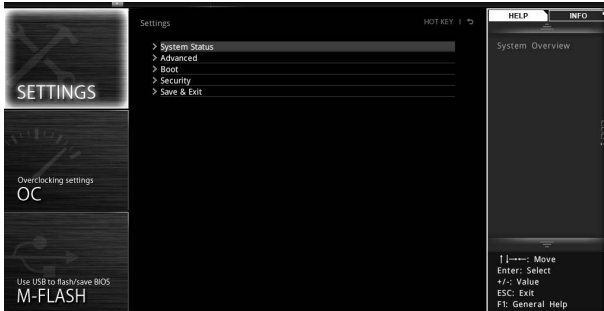 Settings
HOT KEY
HELP
INFO
System Overview
> System Status
> Advanced
> Boot
> Security
> Save & Exit
SETTINGS
Overclocking settings
OC
Use USB to flash/save BIOS
M-FLASH
↑↓→←: Move
Enter: Select
+/-: Value
ESC: Exit
F1: General Help